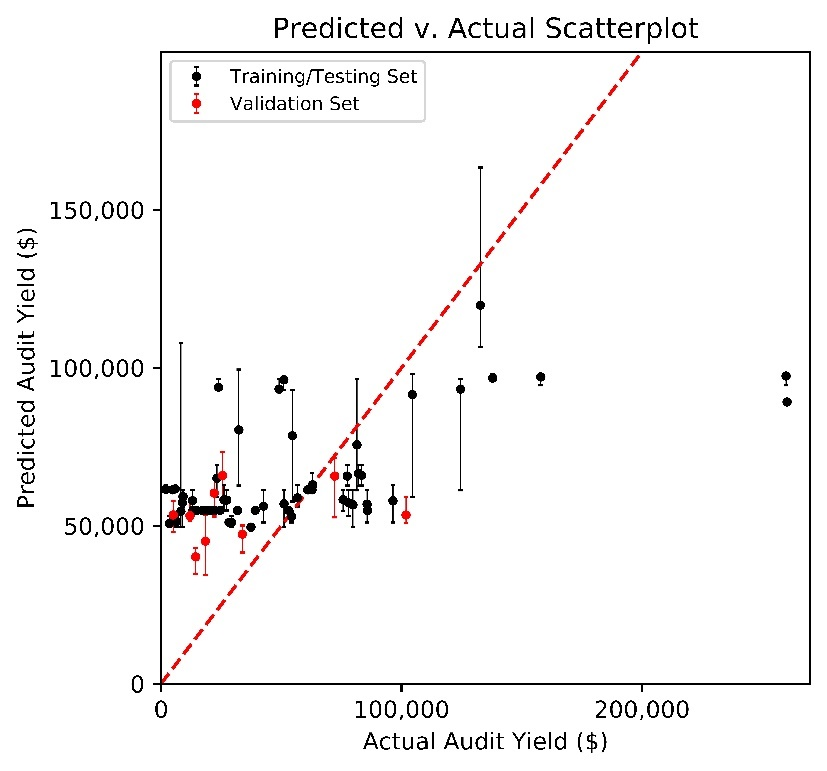 Predicted v. Actual Scatterplot
Training/Testing Set
Validation Set
150,000
100,000
50,000
0
Predicted Audit Yield ($)
0
100,000
200,000
Actual Audit Yield ($)